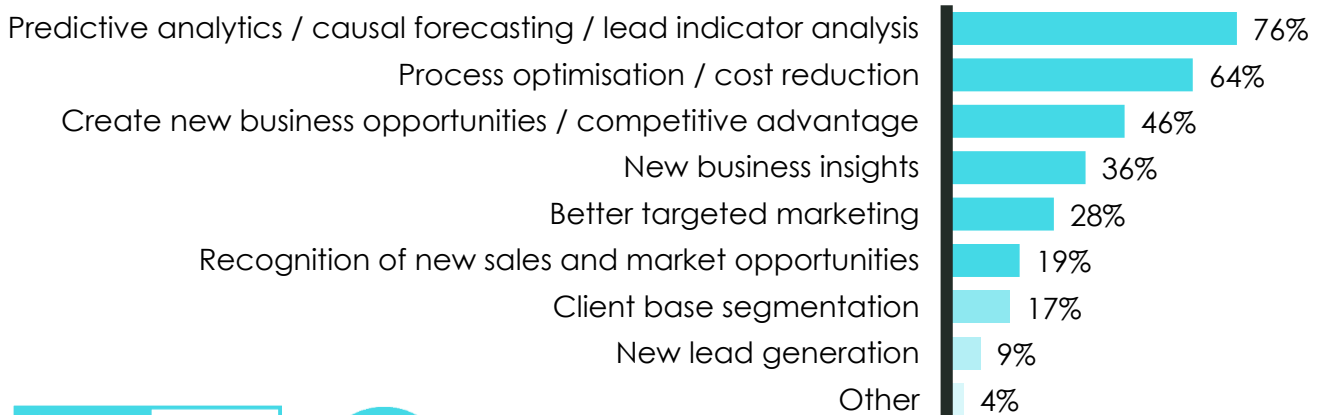 Predictive analytics / causal forecasting / lead indicator analysis 76%
Process optimisation / cost reduction 64%
Create new business opportunities / competitive advantage 46%
New business insights 36%
Better targeted marketing 28%
Recognition of new sales and market opportunities 19%
Client base segmentation 17%
New lead generation 9%
Other 4%